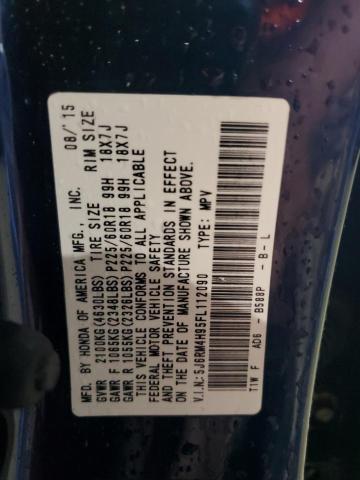 MFD. BY HONDA OF AMERICA MFG., INC. 08/'15
GVWR 2100KG(4630LBS) TIRE SIZE RIM SIZE
GAWR F 1065KG(2348LBS) P225/60R18 99H 18X7J
GAWR R 1055KG(2326LBS) P225/60R18 99H 18X7J
THIS VEHICLE CONFORMS TO ALL APPLICABLE
FEDERAL MOTOR VEHICLE SAFETY
AND THEFT PREVENTION STANDARDS IN EFFECT
ON THE DATE OF MANUFACTURE SHOWN ABOVE.
V.I.N.:5J6RM4H95FL112090 TYPE: MPV
T1W F AD6 - B588P - B - L